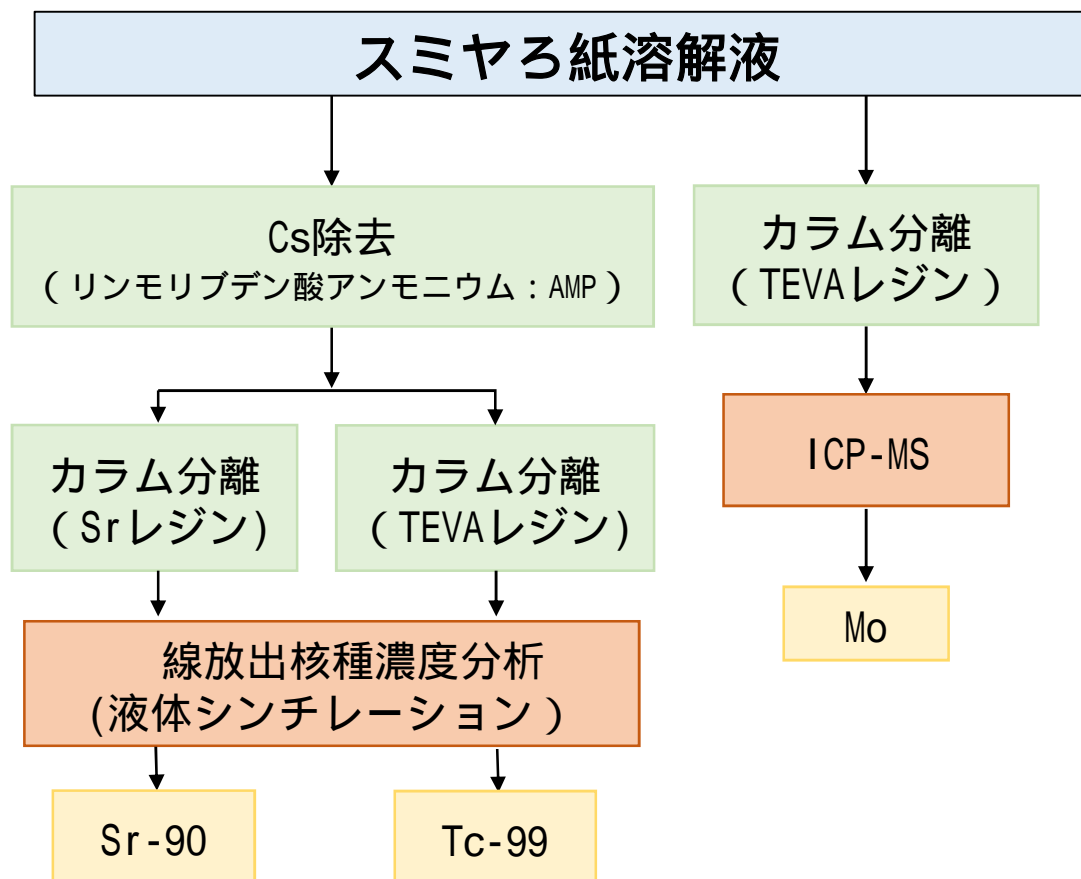 スミヤろ紙溶解液
Cs除去
（リンモリブデン酸アンモニウム：AMP）
カラム分離
（TEVAレジン）
カラム分離
（Srレジン)
カラム分離
（TEVAレジン)
ICP-MS
Mo
線放出核種濃度分析
(液体シンチレーション）
Sr-90
Tc-99